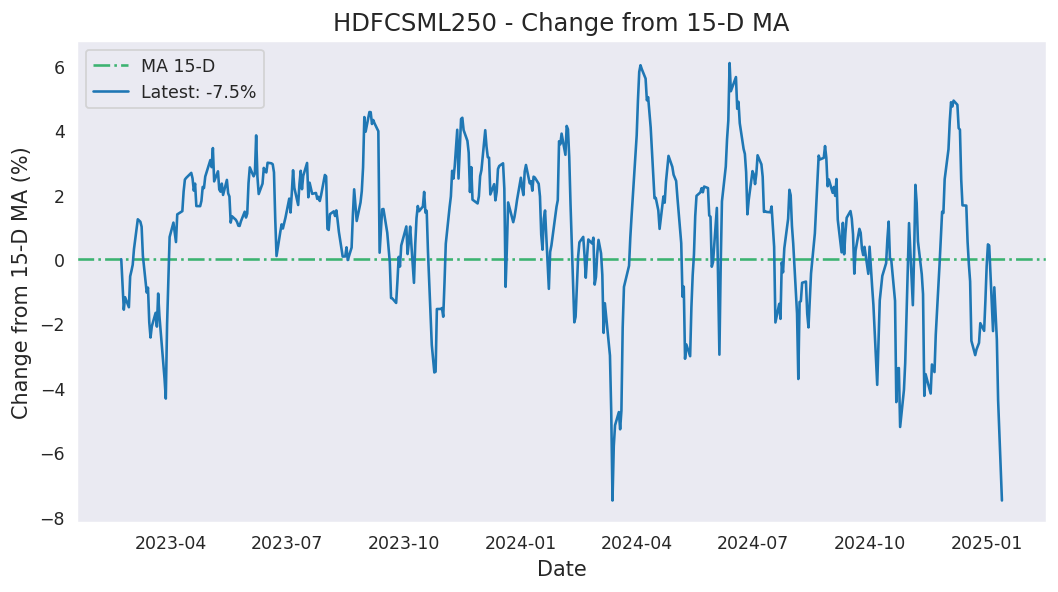 HDFCSML250 - Change from 15-D MA
MA 15-D
Latest: -7.5%
Change from 15-D MA (%)
6
4
2
0
−2
−4
−6
−8
2023-04 2023-07 2023-10 2024-01 2024-04 2024-07 2024-10 2025-01
Date